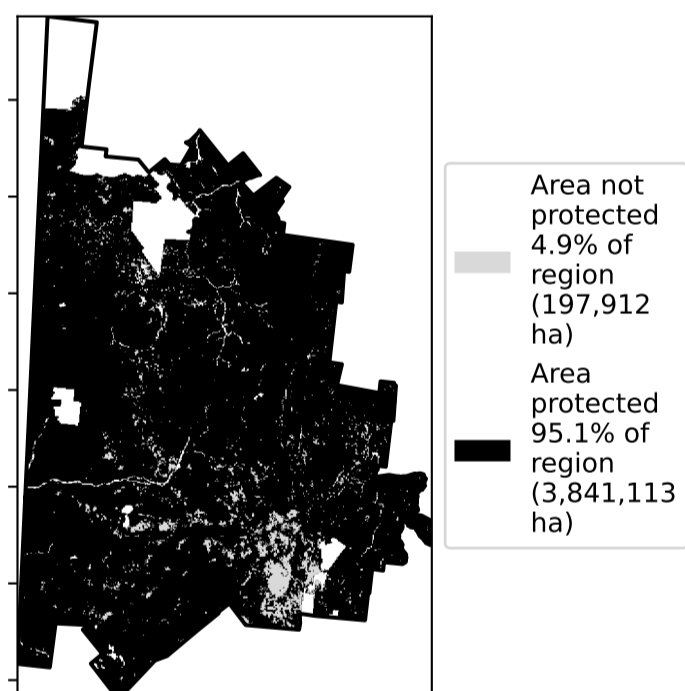 Area not
protected
4.9% of
region
(197,912
ha)
Area
protected
95.1% of
region
(3,841,113
ha)